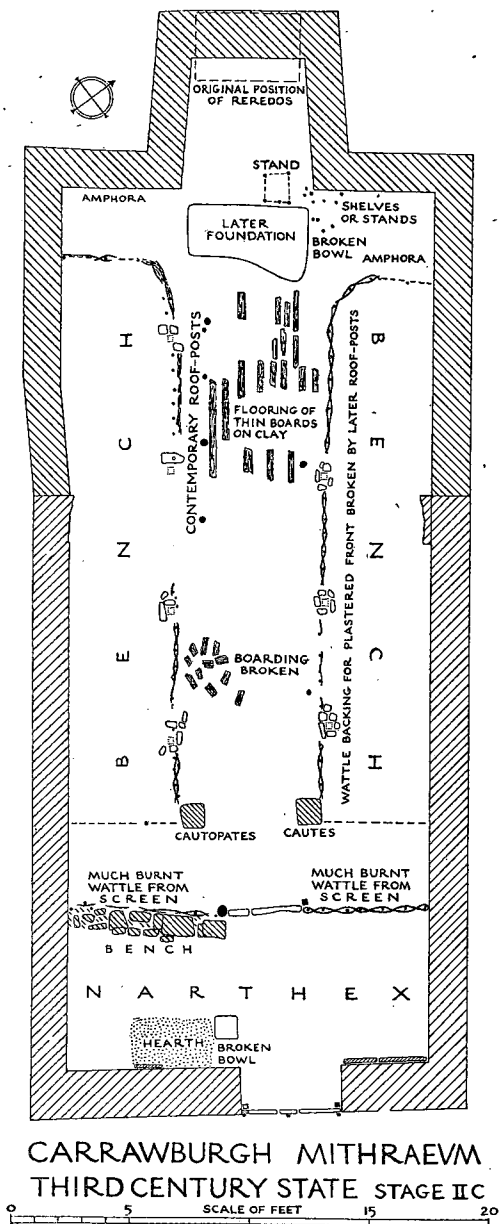 ORIGINAL POSITION
OF REREDOS
STAND
AMPHORA
SHELVES
OR STANDS
LATER
FOUNDATION
BROKEN
BOWL
AMPHORA
BENCH
CONTEMPORARY ROOF-POSTS
FLOORING OF
THIN BOARDS
ON CLAY
WATTLE BACKING FOR PLASTERED FRONT BROKEN BY LATER ROOF-POSTS
BENCH
BOARDING
BROKEN
CAUTOPATES
CAUTES
MUCH BURNT
WATTLE FROM
SCREEN
MUCH BURNT
WATTLE FROM
SCREEN
BENCH
NARTHEX
HEARTH
BROKEN
BOWL
CARRAWBURGH MITHRAEVM
THIRD CENTURY STATE STAGE IIC
0 5 SCALE OF FEET 15 20